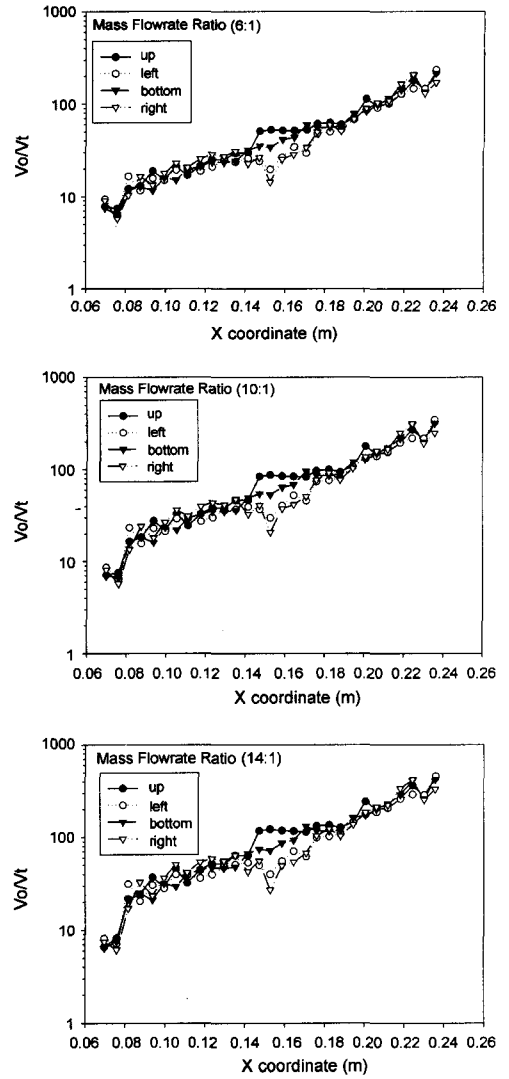 Mass Flowrate Ratio (6:1)
up
left
bottom
right
1000
100
10
1
Vo/Vt
0.06 0.08 0.10 0.12 0.14 0.16 0.18 0.20 0.22 0.24 0.26
X coordinate (m)
Mass Flowrate Ratio (10:1)
up
left
bottom
right
1000
100
10
1
Vo/Vt
0.06 0.08 0.10 0.12 0.14 0.16 0.18 0.20 0.22 0.24 0.26
X coordinate (m)
Mass Flowrate Ratio (14:1)
up
left
bottom
right
1000
100
10
1
Vo/Vt
0.06 0.08 0.10 0.12 0.14 0.16 0.18 0.20 0.22 0.24 0.26
X coordinate (m)